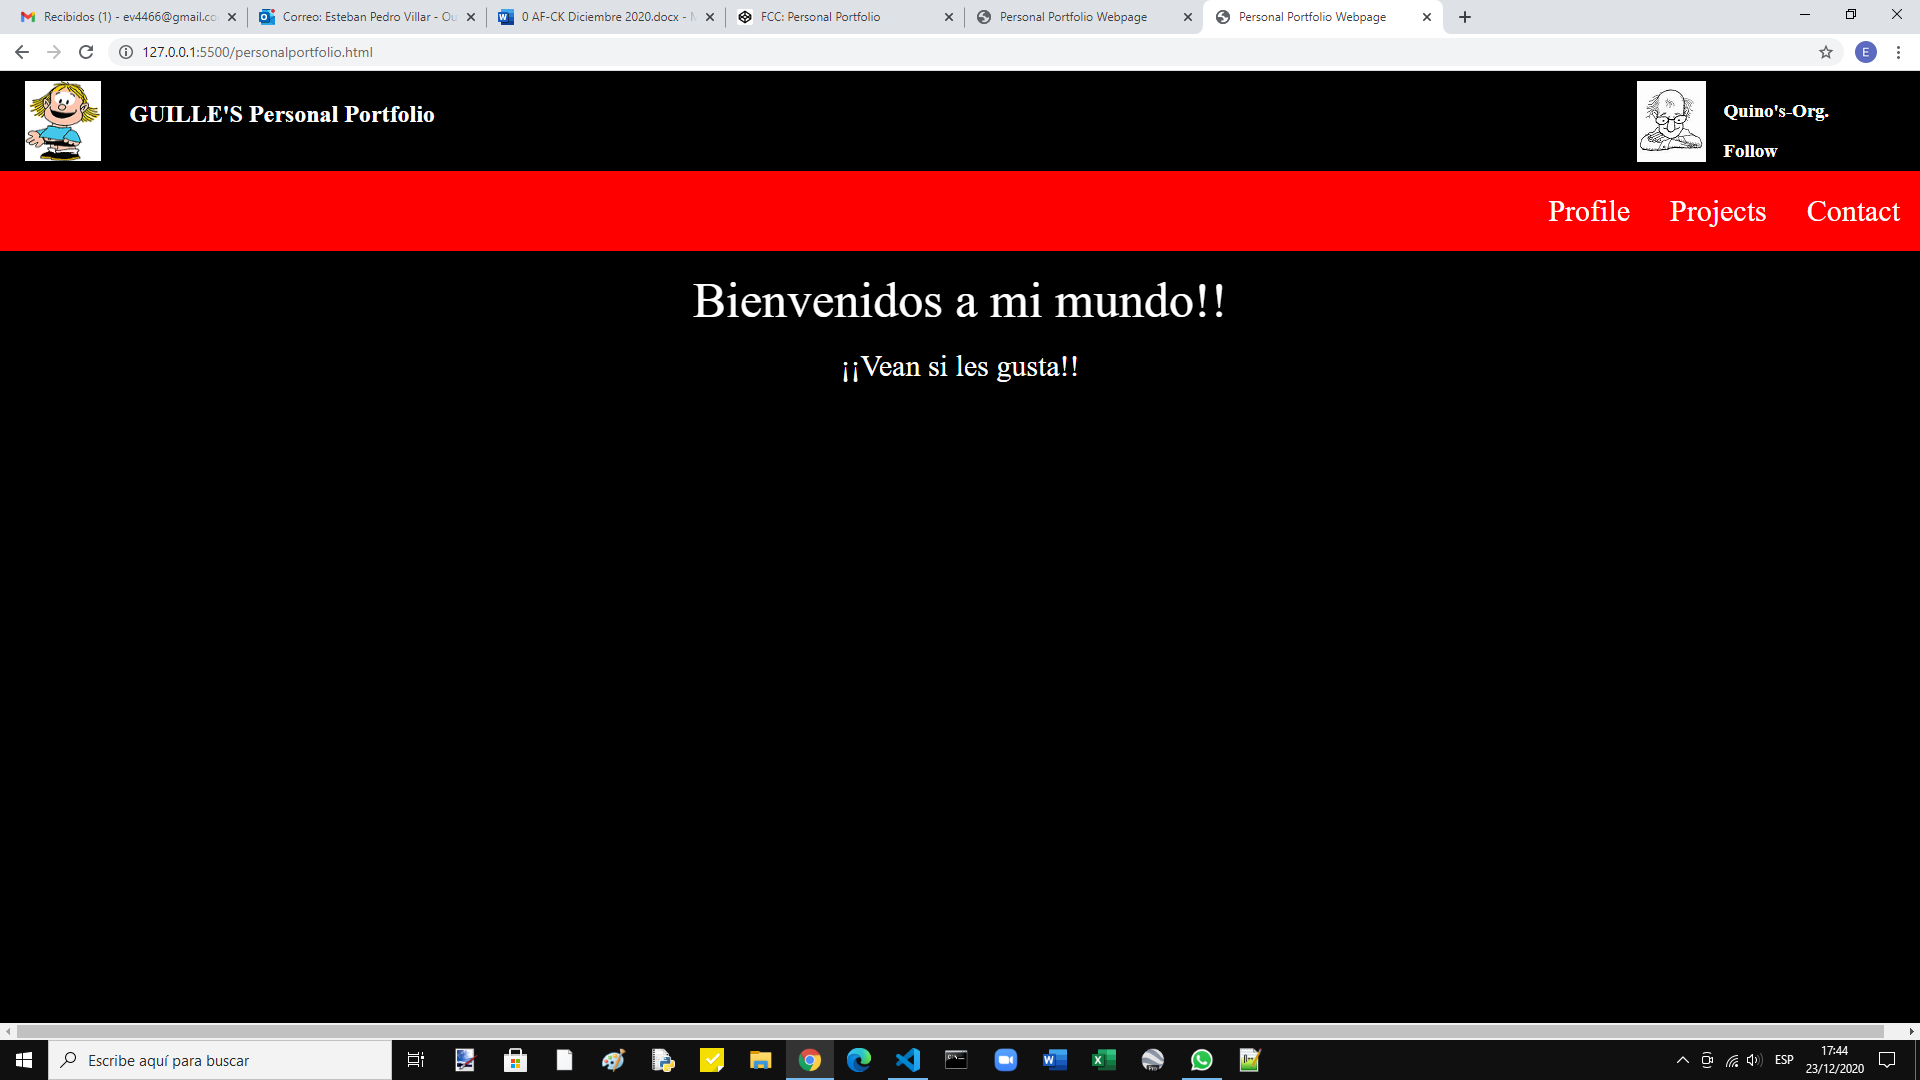 Recibidos (1) - ev4466@gmail.co
Correo: Esteban Pedro Villar - Ou
0 AF-CK Diciembre 2020.docx - M
FCC: Personal Portfolio
Personal Portfolio Webpage
Personal Portfolio Webpage
127.0.0.1:5500/personalportfolio.html
E
GUILLE'S Personal Portfolio
Quino's-Org.
Follow
Profile Projects Contact
Bienvenidos a mi mundo!!
¡¡Vean si les gusta!!
Escribe aquí para buscar
ESP
17:44
23/12/2020